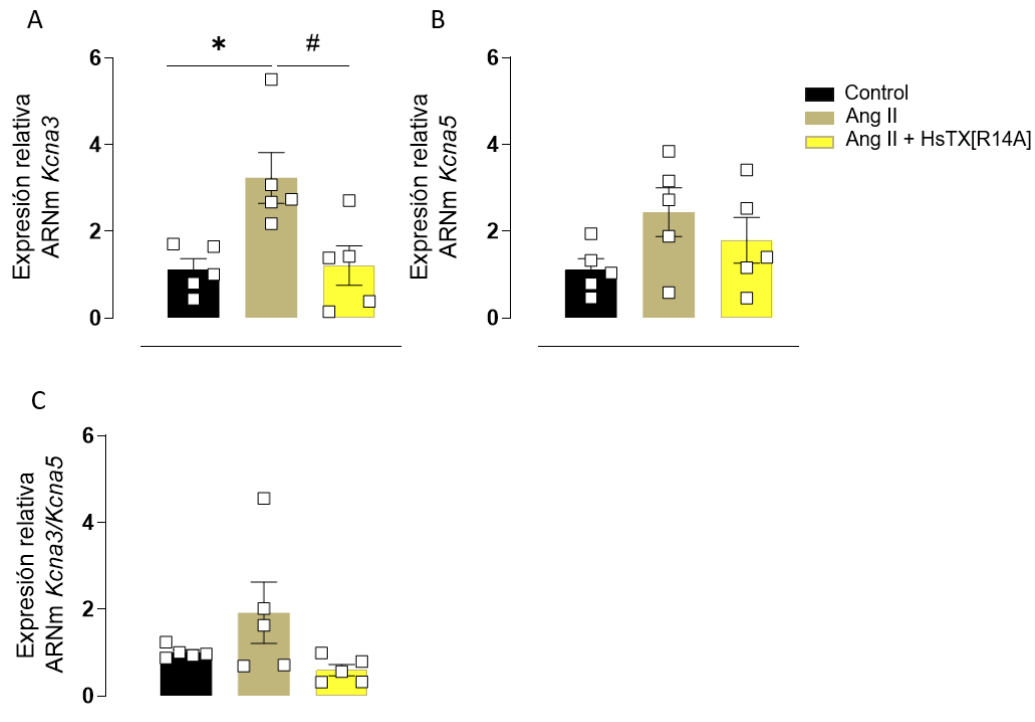 A
*
#
6
4
2
0
Expresión relativa
ARNm Kcna3
B
6
4
2
0
Expresión relativa
ARNm Kcna5
Control
Ang II
Ang II + HsTX[R14A]
C
6
4
2
0
Expresión relativa
ARNm Kcna3/Kcna5